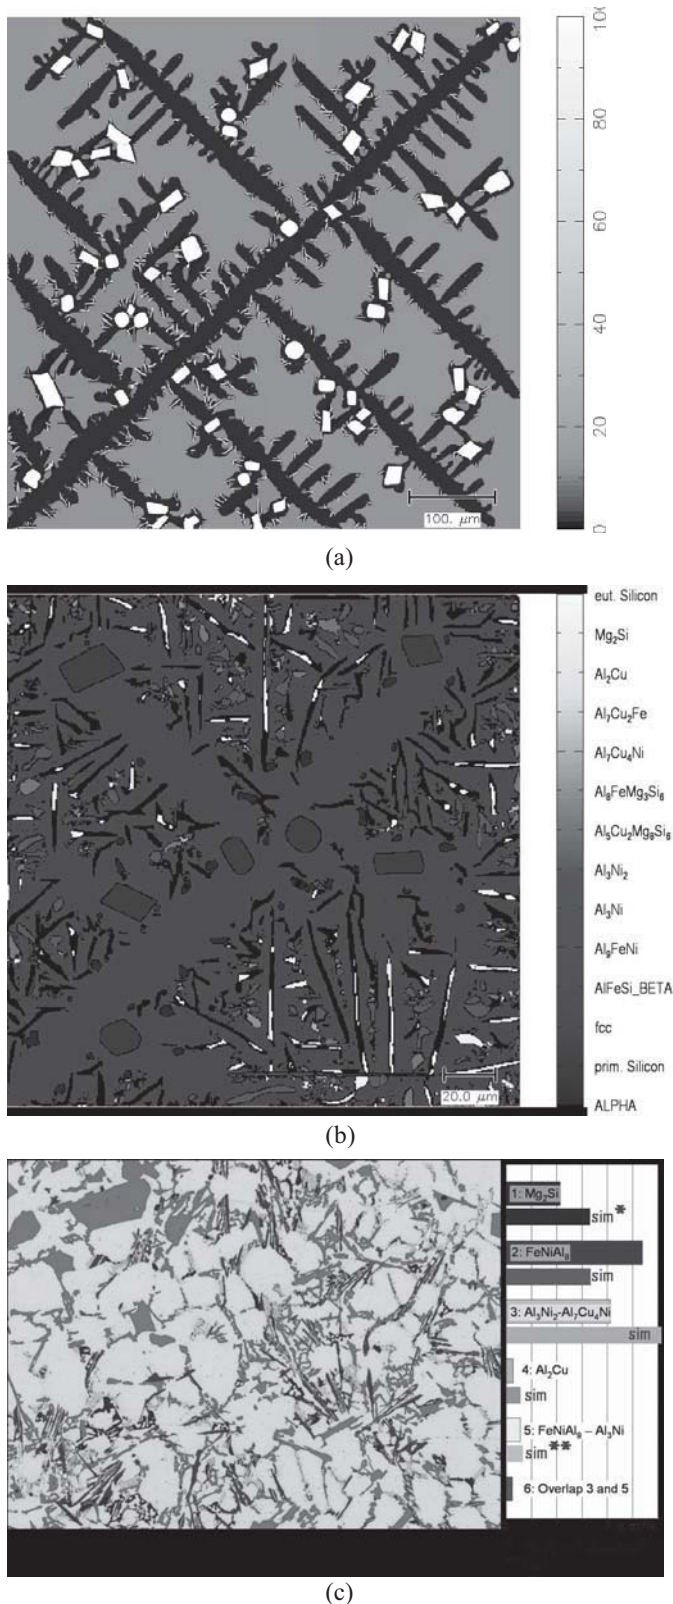 100
80
60
40
20
0
100. μm
(a)
eut. Silicon
Mg₂Si
Al₂Cu
Al₇Cu₂Fe
Al₇Cu₄Ni
Al₈FeMg₃Si₆
Al₅Cu₂Mg₈Si₆
Al₃Ni₂
Al₃Ni
Al₉FeNi
AlFeSi_BETA
fcc
prim. Silicon
ALPHA
20.0 μm
(b)
1: Mg₂Si
sim*
2: FeNiAl₉
sim
3: Al₃Ni₂-Al₇Cu₄Ni
sim
4: Al₂Cu
sim
5: FeNiAl₉ – Al₃Ni
sim**
6: Overlap 3 and 5
(c)